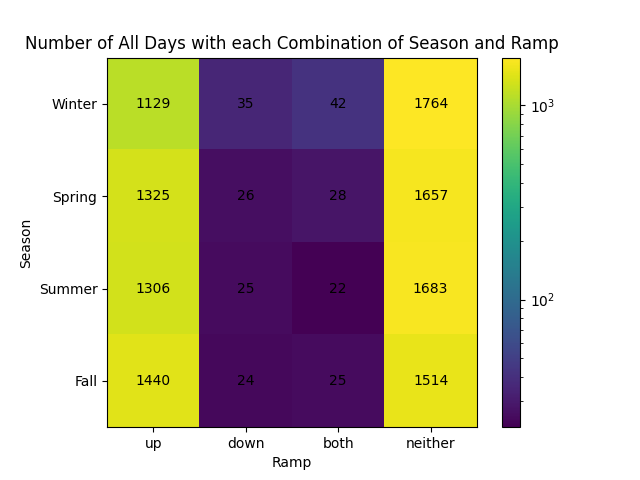 Number of All Days with each Combination of Season and Ramp
Winter 1129 35 42 1764
Spring 1325 26 28 1657
Summer 1306 25 22 1683
Fall 1440 24 25 1514
up down both neither
Ramp
Season
10³
10²